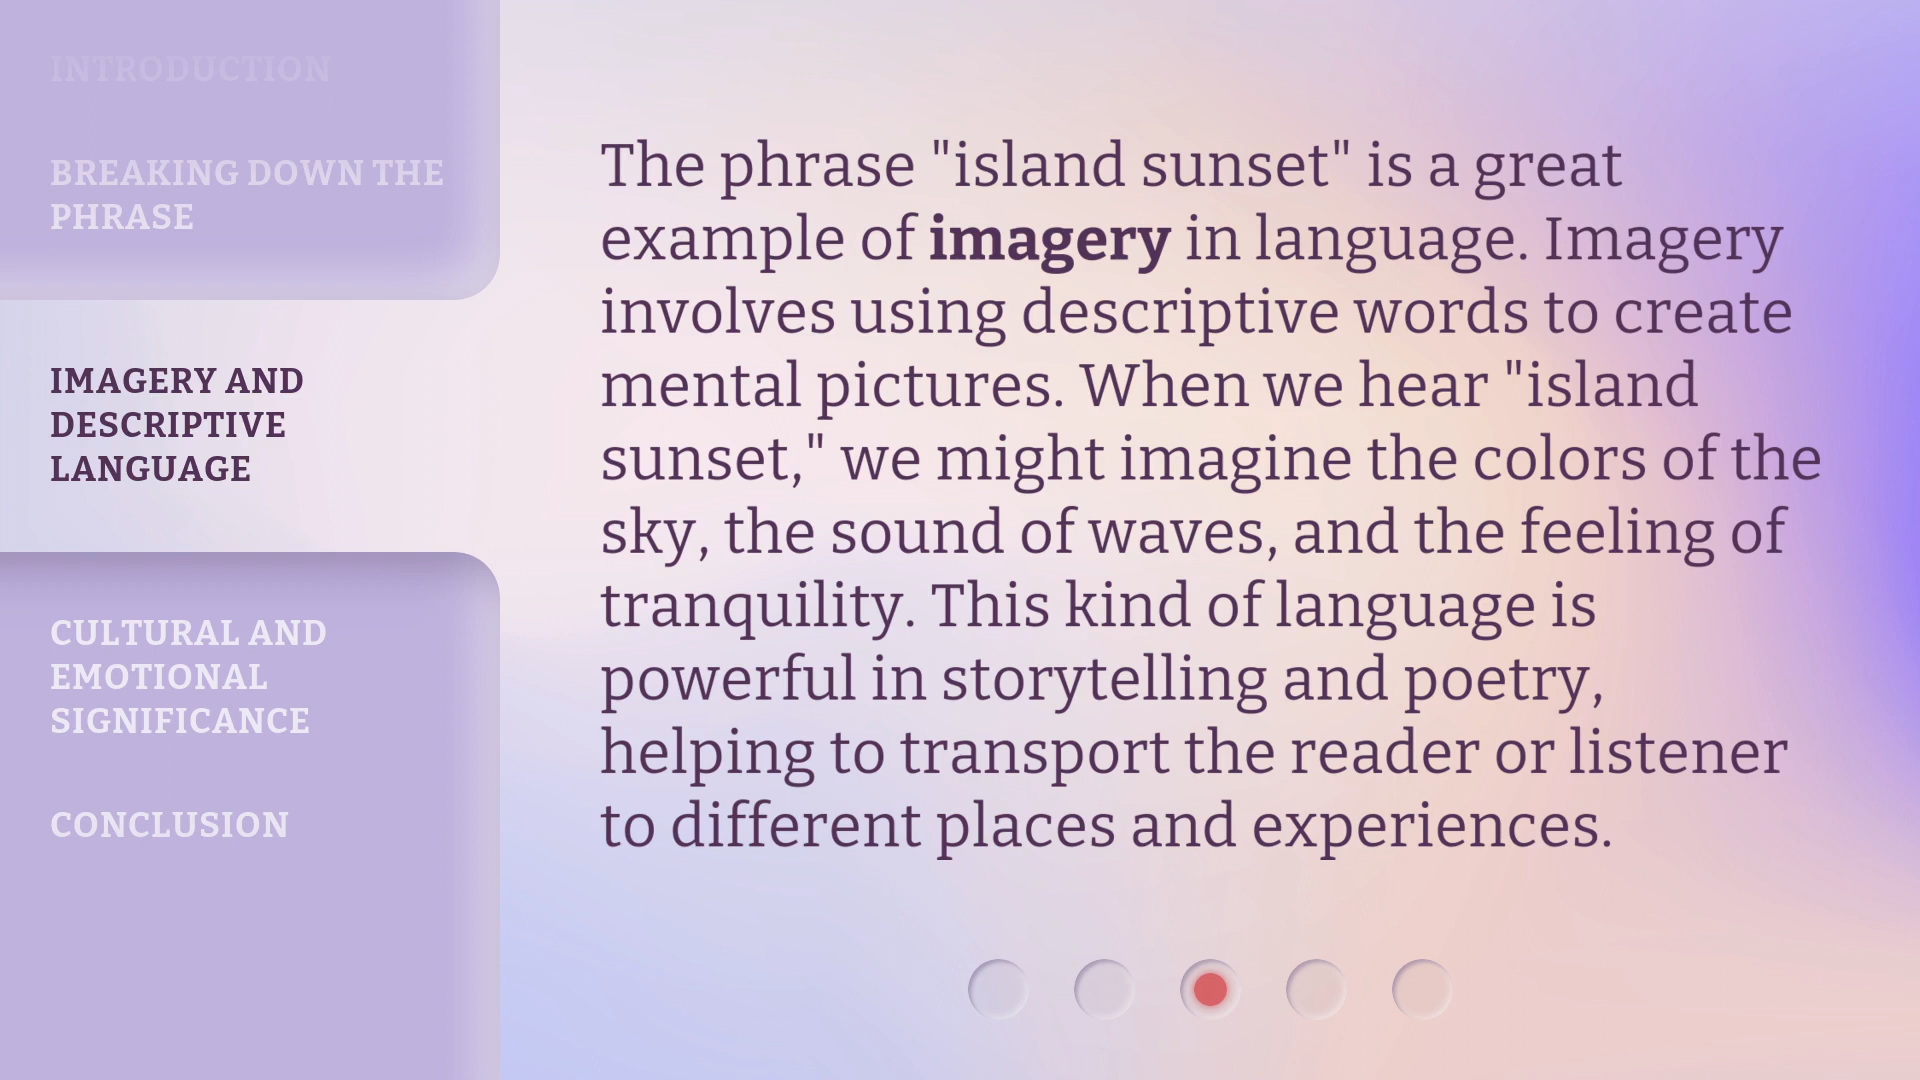 INTRODUCTION
BREAKING DOWN THE
PHRASE
IMAGERY AND
DESCRIPTIVE
LANGUAGE
CULTURAL AND
EMOTIONAL
SIGNIFICANCE
CONCLUSION
The phrase "island sunset" is a great
example of imagery in language. Imagery
involves using descriptive words to create
mental pictures. When we hear "island
sunset," we might imagine the colors of the
sky, the sound of waves, and the feeling of
tranquility. This kind of language is
powerful in storytelling and poetry,
helping to transport the reader or listener
to different places and experiences.